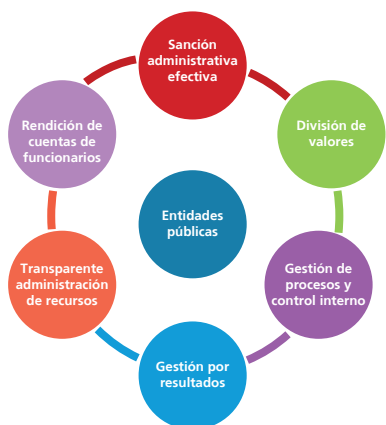 Sanción
administrativa
efectiva
Rendición de
cuentas de
funcionarios
División de
valores
Entidades
públicas
Transparente
administración
de recursos
Gestión de
procesos y
control interno
Gestión por
resultados